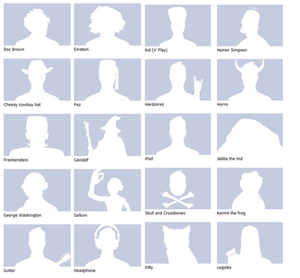 Doc Brown
Einstein
Kid (n' Play)
Homer Simpson
Cheesy cowboy hat
Fez
Hardcored
Horns
Frankenstein
Gandalf
iPod
Jabba the Hut
George Washington
Gollum
Skull and Crossbones
Kermit the frog
Guitar
Headphone
Kitty
Legolas